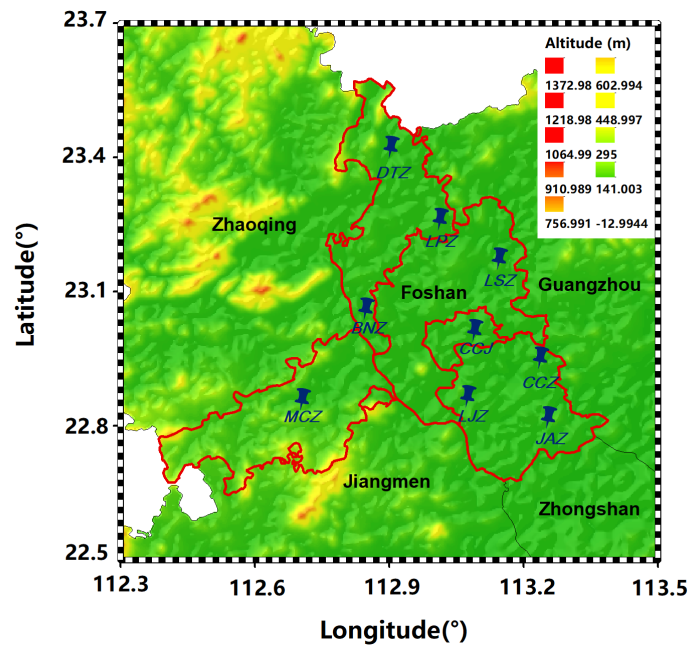 23.7
Altitude (m)
1372.98 602.994
1218.98 448.997
23.4
1064.99 295
DTZ
910.989 141.003
Zhaoqing
LPZ
756.991 -12.9944
LSZ
23.1
Foshan
Guangzhou
BNZ
CCJ
CCZ
MCZ
LJZ
22.8
JAZ
Jiangmen
Zhongshan
22.5
112.3 112.6 112.9 113.2 113.5
Latitude(°)
Longitude(°)